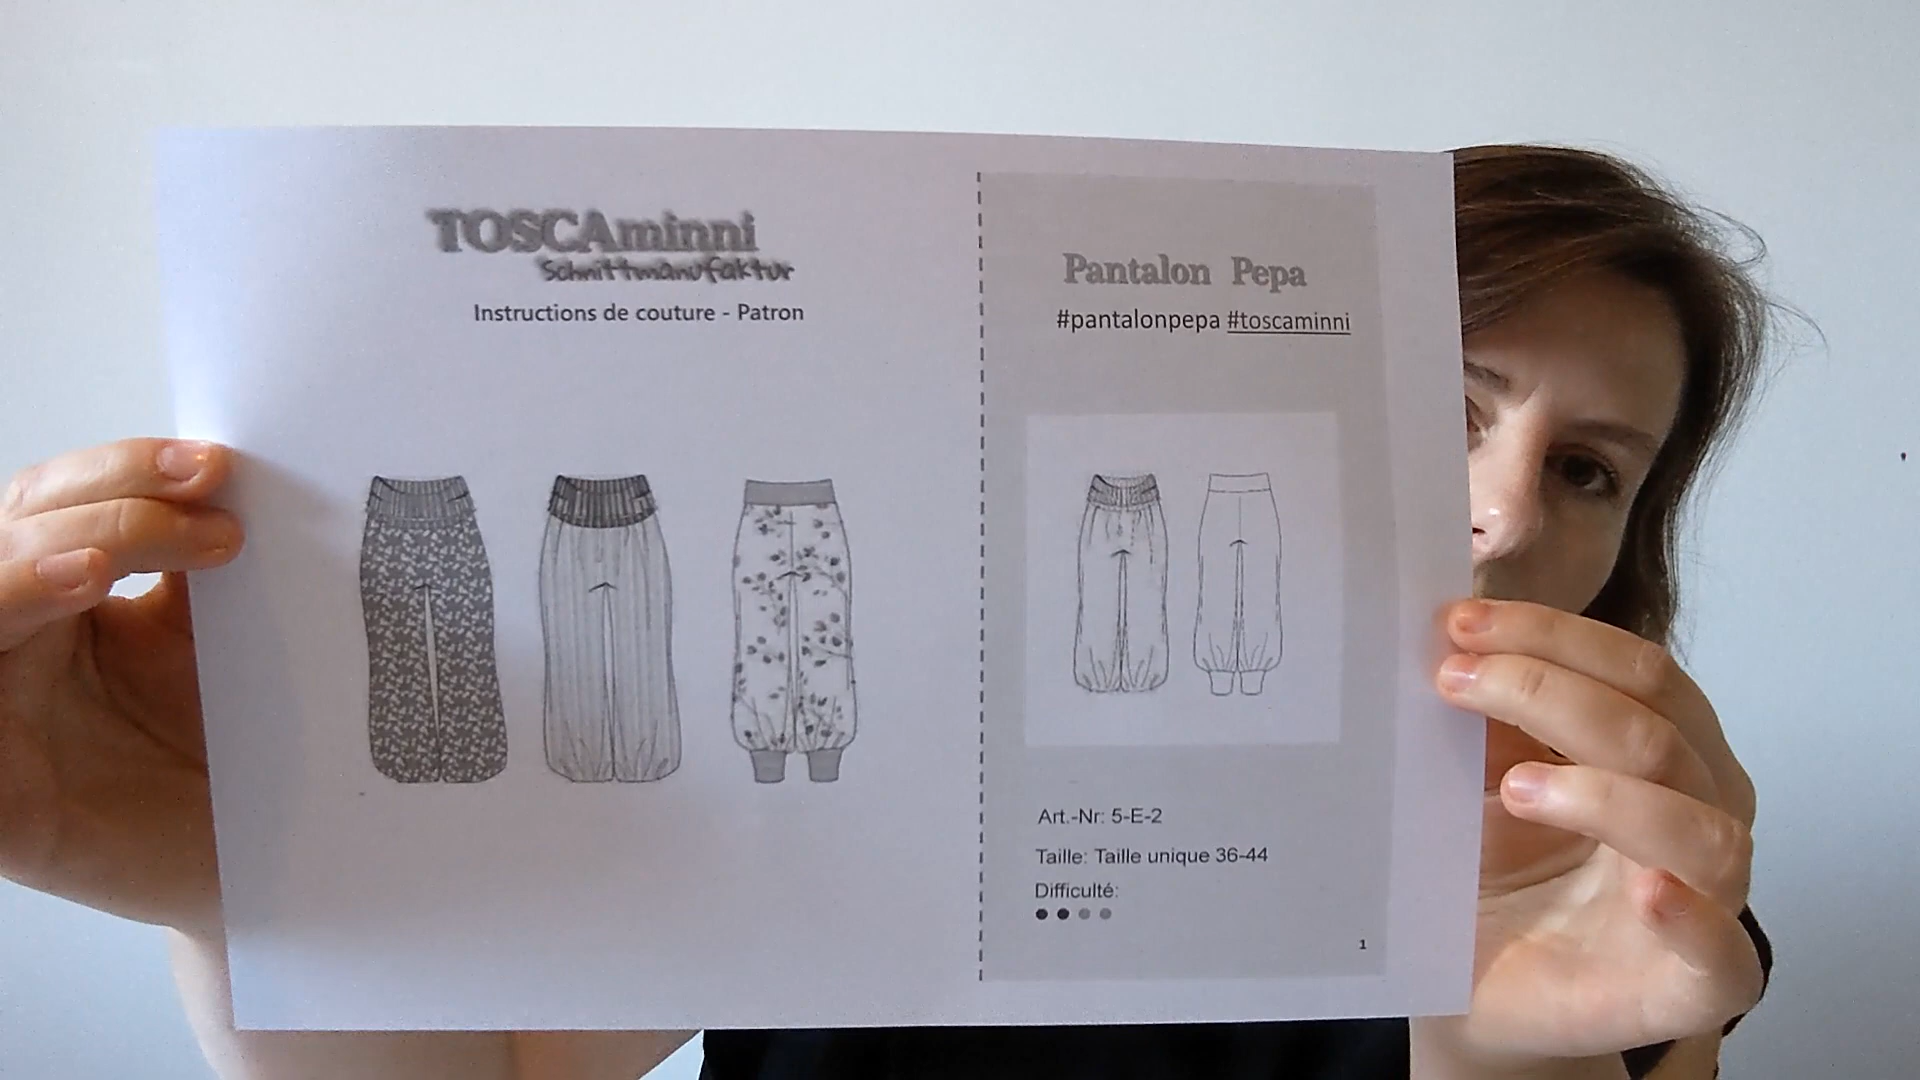 TOSCAminni
Schnittmanufaktur
Instructions de couture - Patron
Pantalon Pepa
#pantalonpepa #toscaminni
Art.-Nr: 5-E-2
Taille: Taille unique 36-44
Difficulté:
1